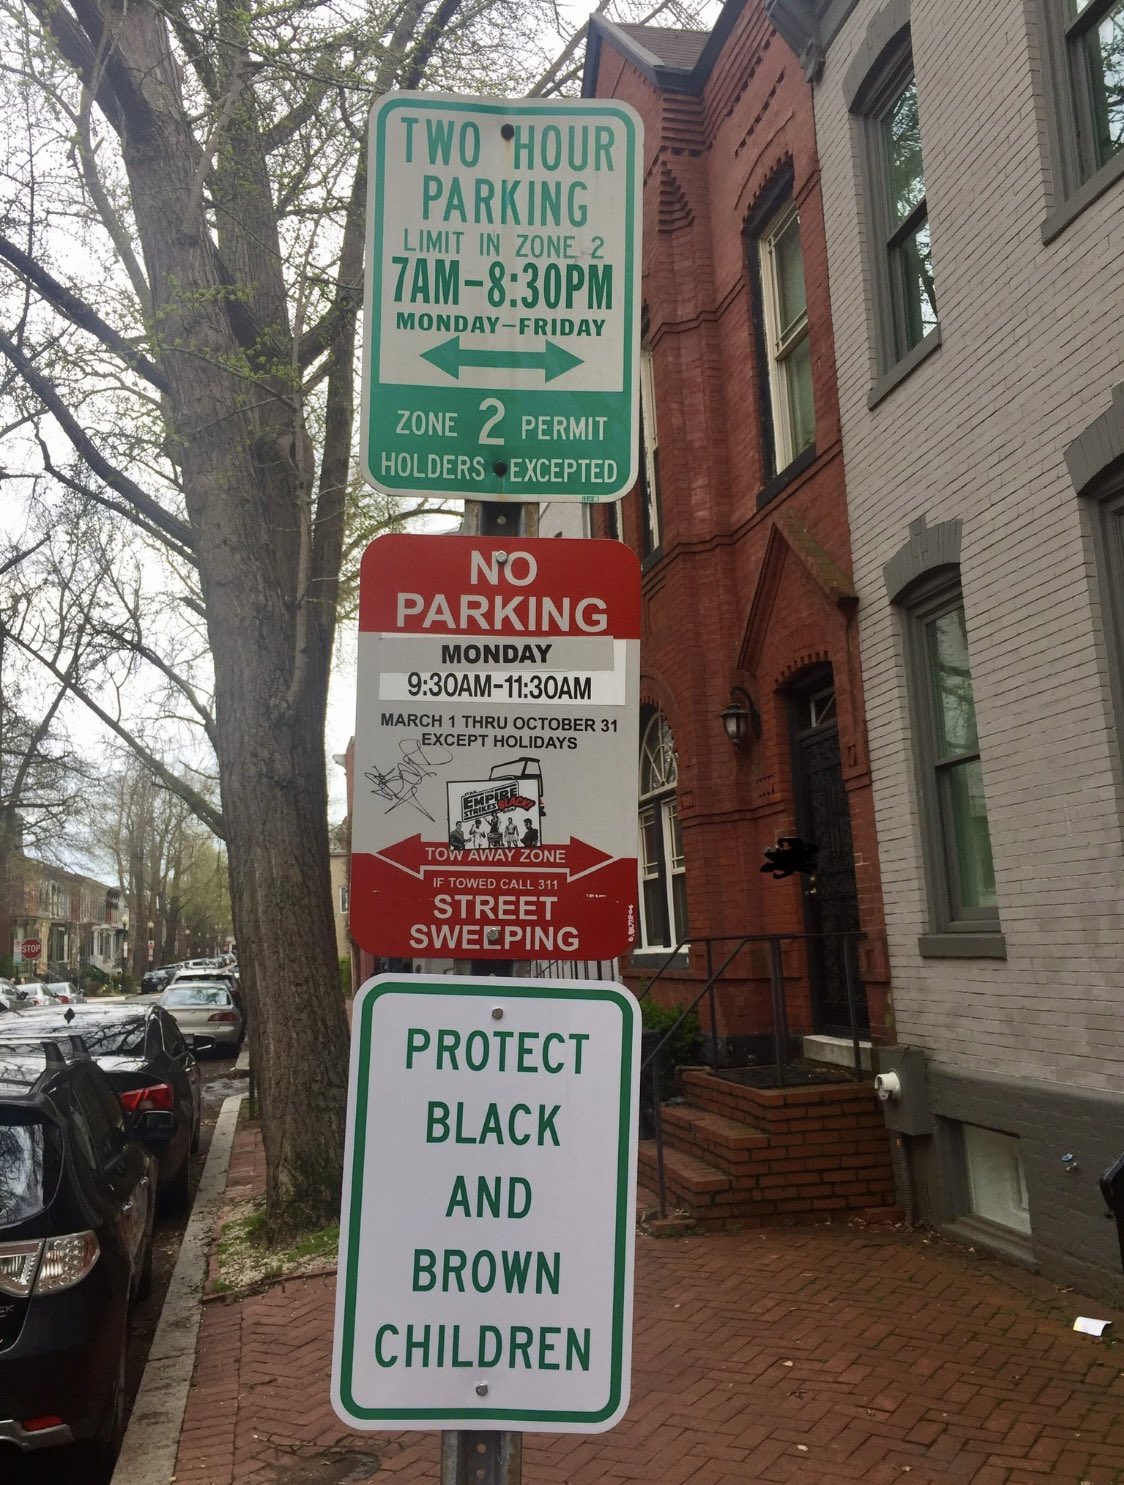 TWO HOUR
PARKING
LIMIT IN ZONE 2
7AM-8:30PM
MONDAY-FRIDAY
ZONE 2 PERMIT
HOLDERS EXCEPTED
NO
PARKING
MONDAY
9:30AM-11:30AM
MARCH 1 THRU OCTOBER 31
EXCEPT HOLIDAYS
STAR
EMPIRE
STRIKES BLACK!
TOW AWAY ZONE
IF TOWED CALL 311
STREET
SWEEPING
STOP
PROTECT
BLACK
AND
BROWN
CHILDREN